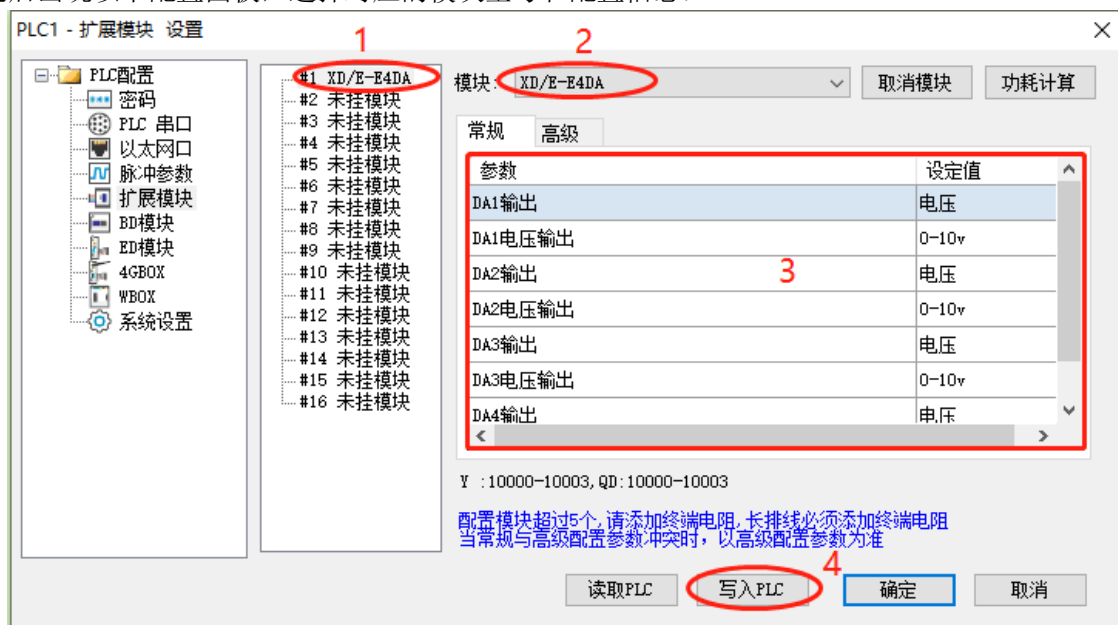 PLC1 - 扩展模块 设置
1
2
PLC配置
密码
PLC 串口
以太网口
脉冲参数
扩展模块
BD模块
ED模块
4GBOX
WBOX
系统设置
#1 XD/E-E4DA
#2 未挂模块
#3 未挂模块
#4 未挂模块
#5 未挂模块
#6 未挂模块
#7 未挂模块
#8 未挂模块
#9 未挂模块
#10 未挂模块
#11 未挂模块
#12 未挂模块
#13 未挂模块
#14 未挂模块
#15 未挂模块
#16 未挂模块
模块: XD/E-E4DA 取消模块 功耗计算
常规 高级
参数 设定值
DA1输出 电压
DA1电压输出 0-10v
DA2输出 电压
3
DA2电压输出 0-10v
DA3输出 电压
DA3电压输出 0-10v
DA4输出 电压
Y :10000-10003,QD:10000-10003
配置模块超过5个,请添加终端电阻,长排线必须添加终端电阻
当常规与高级配置参数冲突时，以高级配置参数为准
4
读取PLC 写入PLC 确定 取消